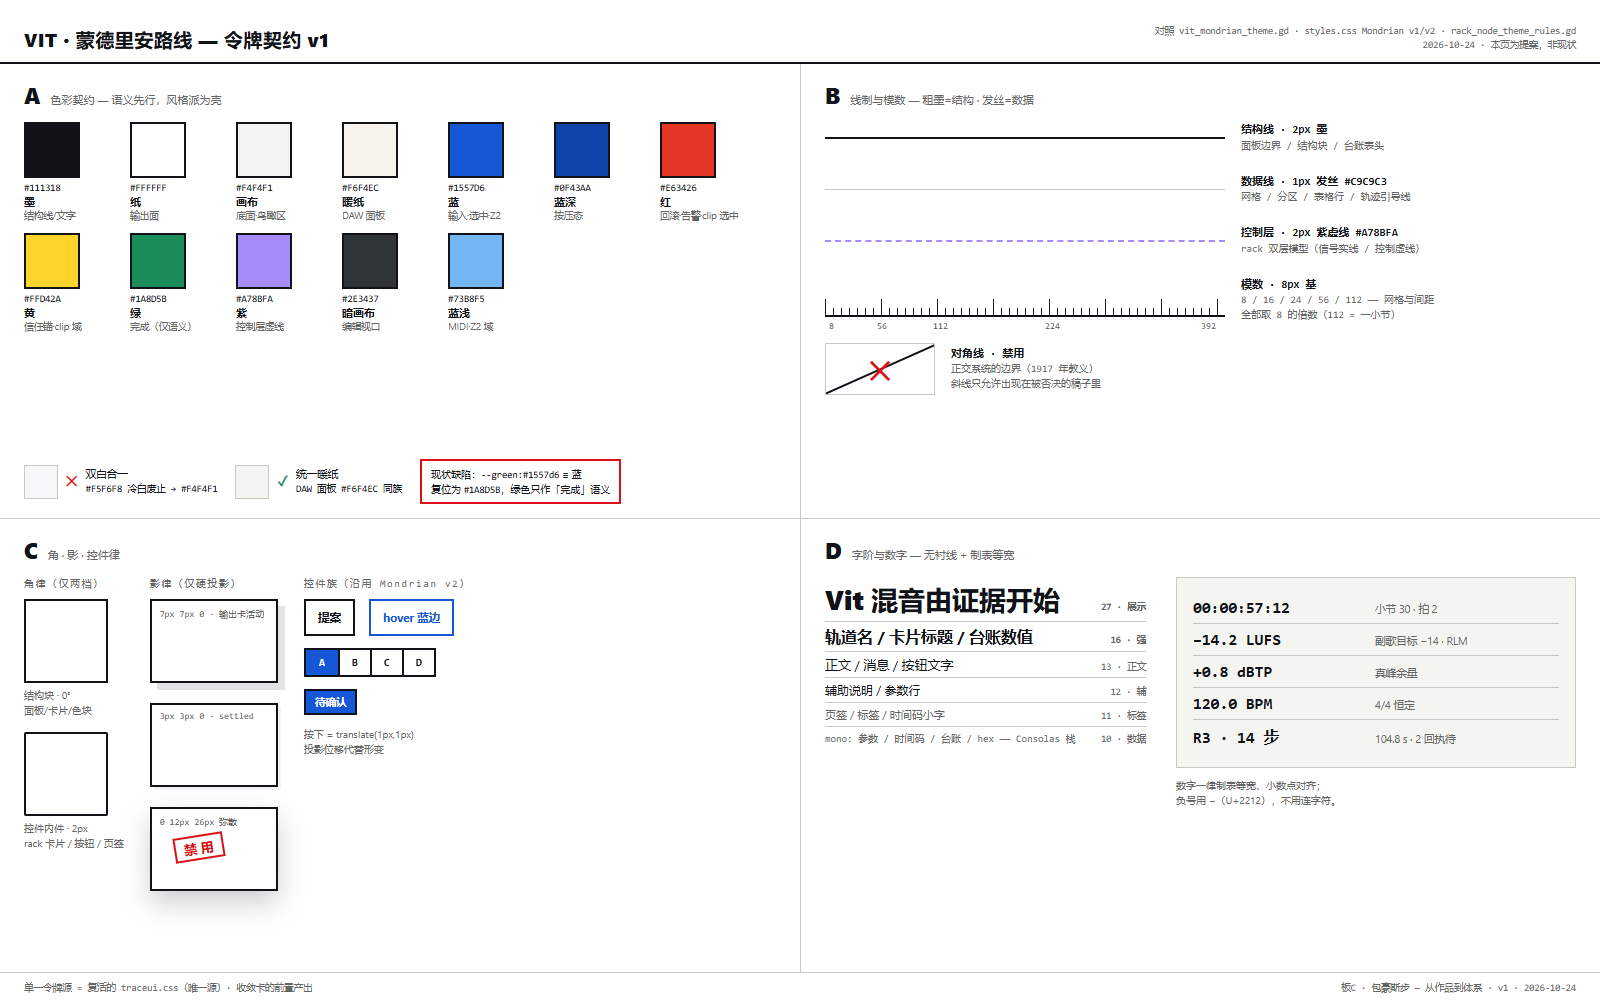 VIT · 蒙德里安路线 — 令牌契约 v1
对照 vit_mondrian_theme.gd · styles.css Mondrian v1/v2 · rack_node_theme_rules.gd
2026-10-24 · 本页为提案，非现状
A 色彩契约 — 语义先行，风格派为壳
#111318
墨
结构线/文字
#FFFFFF
纸
输出面
#F4F4F1
画布
底面·鸟瞰区
#F6F4EC
暖纸
DAW 面板
#1557D6
蓝
输入·选中·Z2
#0F43AA
蓝深
按压态
#E63426
红
回滚·告警·clip 选中
#FFD42A
黄
信任锚·clip 域
#1A8D5B
绿
完成（仅语义）
#A78BFA
紫
控制层虚线
#2E3437
暗画布
编辑视口
#73B8F5
蓝浅
MIDI·Z2 域
双白合一
#F5F6F8 冷白废止 → #F4F4F1
统一暖纸
DAW 面板 #F6F4EC 同族
现状缺陷：--green:#1557d6 ≡ 蓝
复位为 #1A8D5B，绿色只作「完成」语义
B 线制与模数 — 粗墨=结构 · 发丝=数据
结构线 · 2px 墨
面板边界 / 结构块 / 台账表头
数据线 · 1px 发丝 #C9C9C3
网格 / 分区 / 表格行 / 轨迹引导线
控制层 · 2px 紫虚线 #A78BFA
rack 双层模型（信号实线 / 控制虚线）
模数 · 8px 基
8 / 16 / 24 / 56 / 112 —— 网格与间距
全部取 8 的倍数（112 = 一小节）
8 56 112 224 392
对角线 · 禁用
正交系统的边界（1917 年教义）
斜线只允许出现在被否决的稿子里
C 角 · 影 · 控件律
角律（仅两档）
结构块 · 0°
面板/卡片/色块
控件内件 · 2px
rack 卡片 / 按钮 / 页签
影律（仅硬投影）
7px 7px 0 · 输出卡活动
3px 3px 0 · settled
0 12px 26px 弥散
禁用
控件族（沿用 Mondrian v2）
提案
hover 蓝边
A B C D
待确认
按下 = translate(1px,1px)
投影位移代替形变
D 字阶与数字 — 无衬线 + 制表等宽
Vit 混音由证据开始 27 · 展示
轨道名 / 卡片标题 / 台账数值 16 · 强
正文 / 消息 / 按钮文字 13 · 正文
辅助说明 / 参数行 12 · 辅
页签 / 标签 / 时间码小字 11 · 标签
mono: 参数 / 时间码 / 台账 / hex —— Consolas 栈 10 · 数据
00:00:57:12 小节 30 · 拍 2
−14.2 LUFS 副歌目标 −14 · RLM
+0.8 dBTP 真峰余量
120.0 BPM 4/4 恒定
R3 · 14 步 104.8 s · 2 回执待
数字一律制表等宽、小数点对齐；
负号用 −（U+2212），不用连字符。
单一令牌源 = 复活的 traceui.css（唯一源）· 收敛卡的前置产出
板C · 包豪斯步 — 从作品到体系 · v1 · 2026-10-24